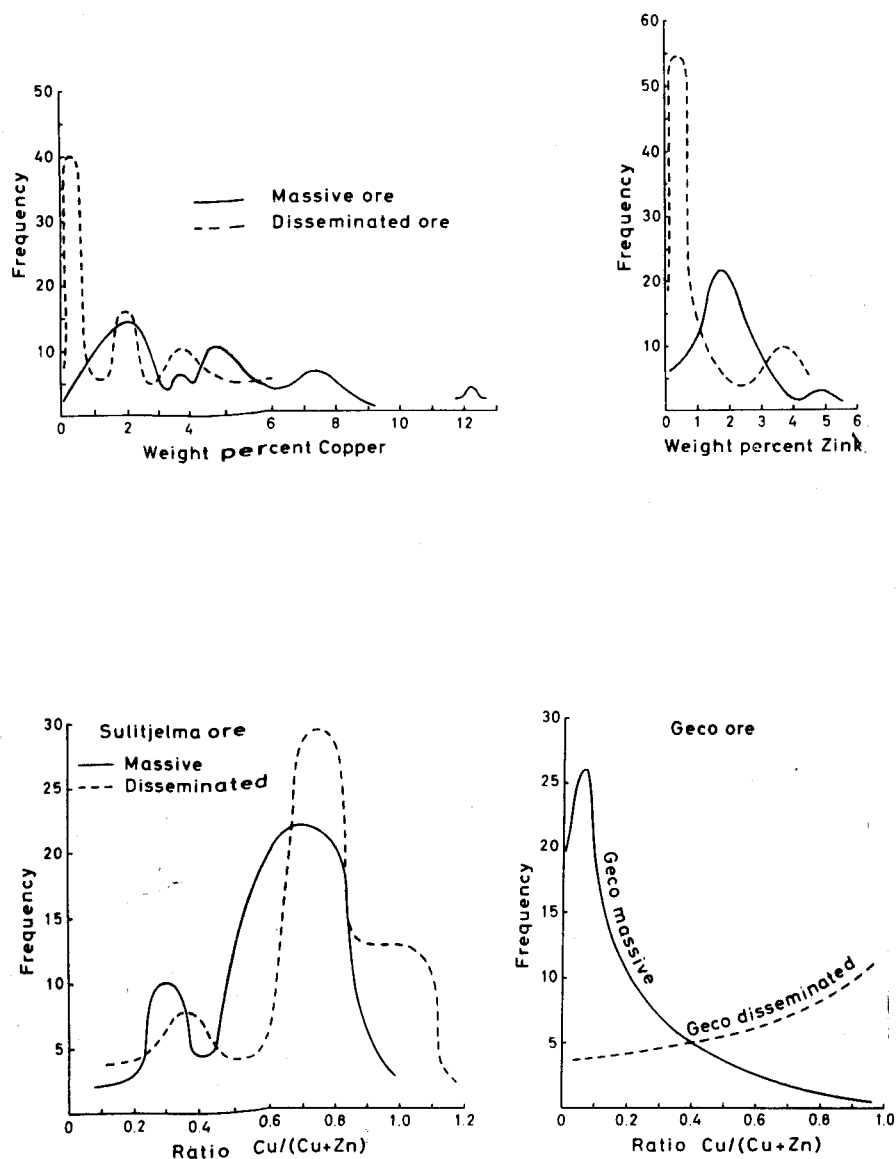 50
40
30
20
10
Frequency
Massive ore
Disseminated ore
0 2 4 6 8 10 12
Weight percent Copper
60
50
40
30
20
10
Frequency
0 1 2 3 4 5 6
Weight percent Zink
30
25
20
15
10
5
Frequency
Sulitjelma ore
Massive
Disseminated
0 0.2 0.4 0.6 0.8 1.0 1.2
Ratio Cu/(Cu+Zn)
30
25
20
15
10
5
Frequency
Geco ore
Geco massive
Geco disseminated
0 0.2 0.4 0.6 0.8 1.0
Ratio Cu/(Cu+Zn)